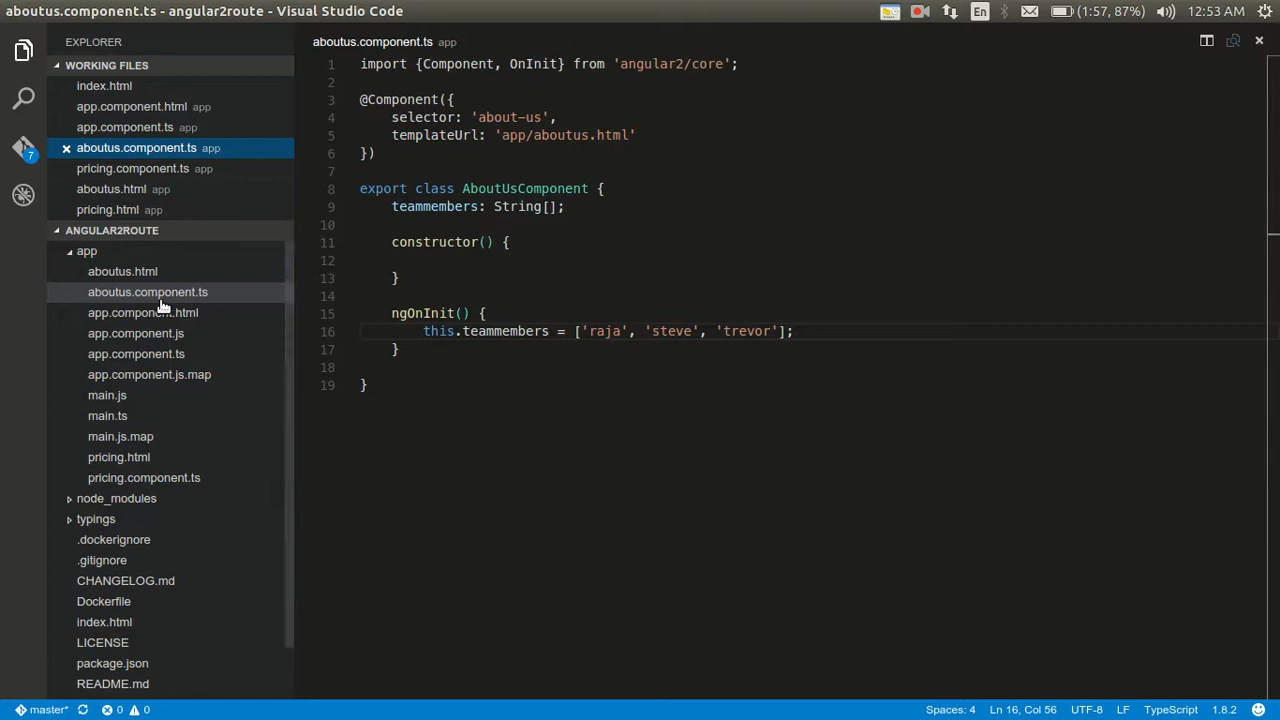 aboutus.component.ts - angular2route - Visual Studio Code
En
(1:57, 87%)
12:53 AM
EXPLORER
WORKING FILES
index.html
app.component.html app
app.component.ts app
aboutus.component.ts app
pricing.component.ts app
aboutus.html app
pricing.html app
ANGULAR2ROUTE
app
aboutus.html
aboutus.component.ts
app.component.html
app.component.js
app.component.ts
app.component.js.map
main.js
main.ts
main.js.map
pricing.html
pricing.component.ts
node_modules
typings
.dockerignore
.gitignore
CHANGELOG.md
Dockerfile
index.html
LICENSE
package.json
README.md
7
aboutus.component.ts app
1 import {Component, OnInit} from 'angular2/core';
2
3 @Component({
4 selector: 'about-us',
5 templateUrl: 'app/aboutus.html'
6 })
7
8 export class AboutUsComponent {
9 teammembers: String[];
10
11 constructor() {
12
13 }
14
15 ngOnInit() {
16 this.teammembers = ['raja', 'steve', 'trevor'];
17 }
18
19 }
master* 0 0
Spaces: 4 Ln 16, Col 56 UTF-8 LF TypeScript 1.8.2